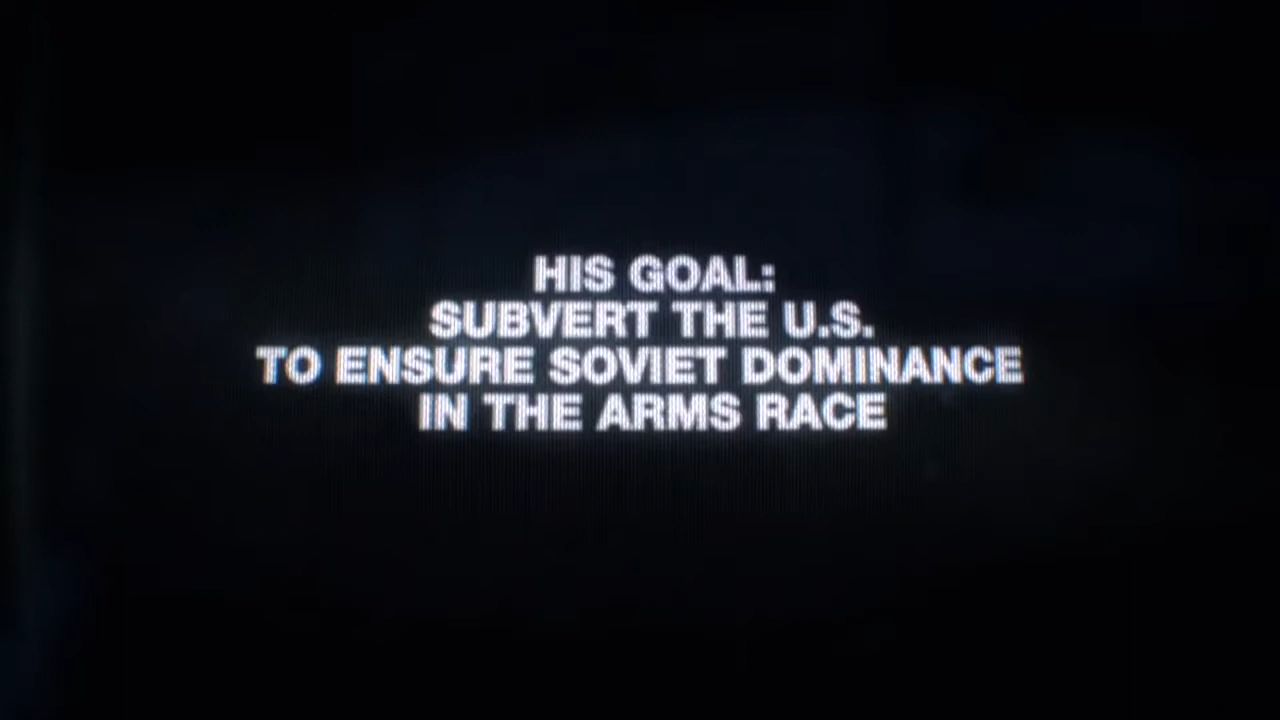 HIS GOAL:
SUBVERT THE U.S.
TO ENSURE SOVIET DOMINANCE
IN THE ARMS RACE